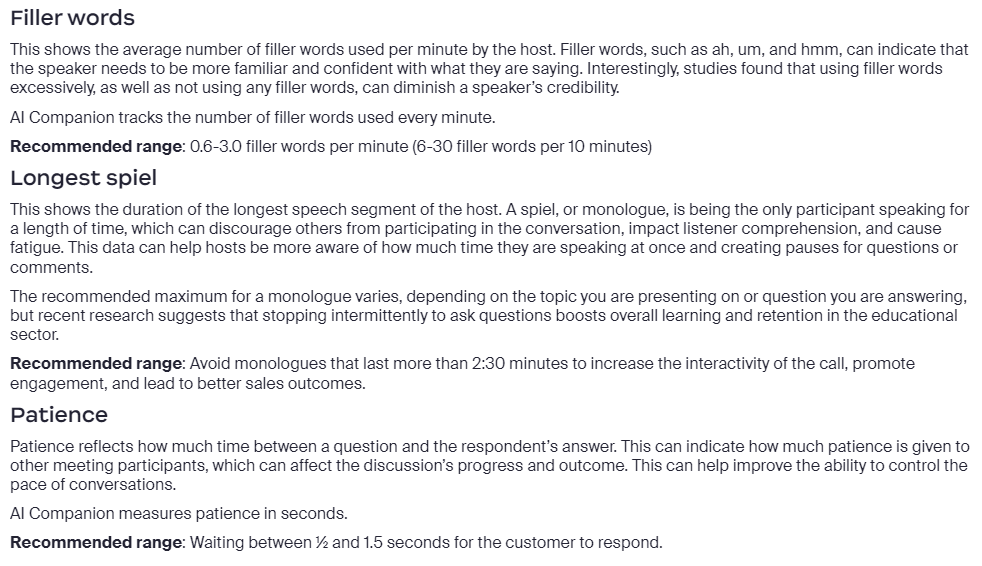 Filler words
This shows the average number of filler words used per minute by the host. Filler words, such as ah, um, and hmm, can indicate that
the speaker needs to be more familiar and confident with what they are saying. Interestingly, studies found that using filler words
excessively, as well as not using any filler words, can diminish a speaker's credibility.
AI Companion tracks the number of filler words used every minute.
Recommended range: 0.6-3.0 filler words per minute (6-30 filler words per 10 minutes)
Longest spiel
This shows the duration of the longest speech segment of the host. A spiel, or monologue, is being the only participant speaking for
a length of time, which can discourage others from participating in the conversation, impact listener comprehension, and cause
fatigue. This data can help hosts be more aware of how much time they are speaking at once and creating pauses for questions or
comments.
The recommended maximum for a monologue varies, depending on the topic you are presenting on or question you are answering,
but recent research suggests that stopping intermittently to ask questions boosts overall learning and retention in the educational
sector.
Recommended range: Avoid monologues that last more than 2:30 minutes to increase the interactivity of the call, promote
engagement, and lead to better sales outcomes.
Patience
Patience reflects how much time between a question and the respondent's answer. This can indicate how much patience is given to
other meeting participants, which can affect the discussion's progress and outcome. This can help improve the ability to control the
pace of conversations.
AI Companion measures patience in seconds.
Recommended range: Waiting between ½ and 1.5 seconds for the customer to respond.